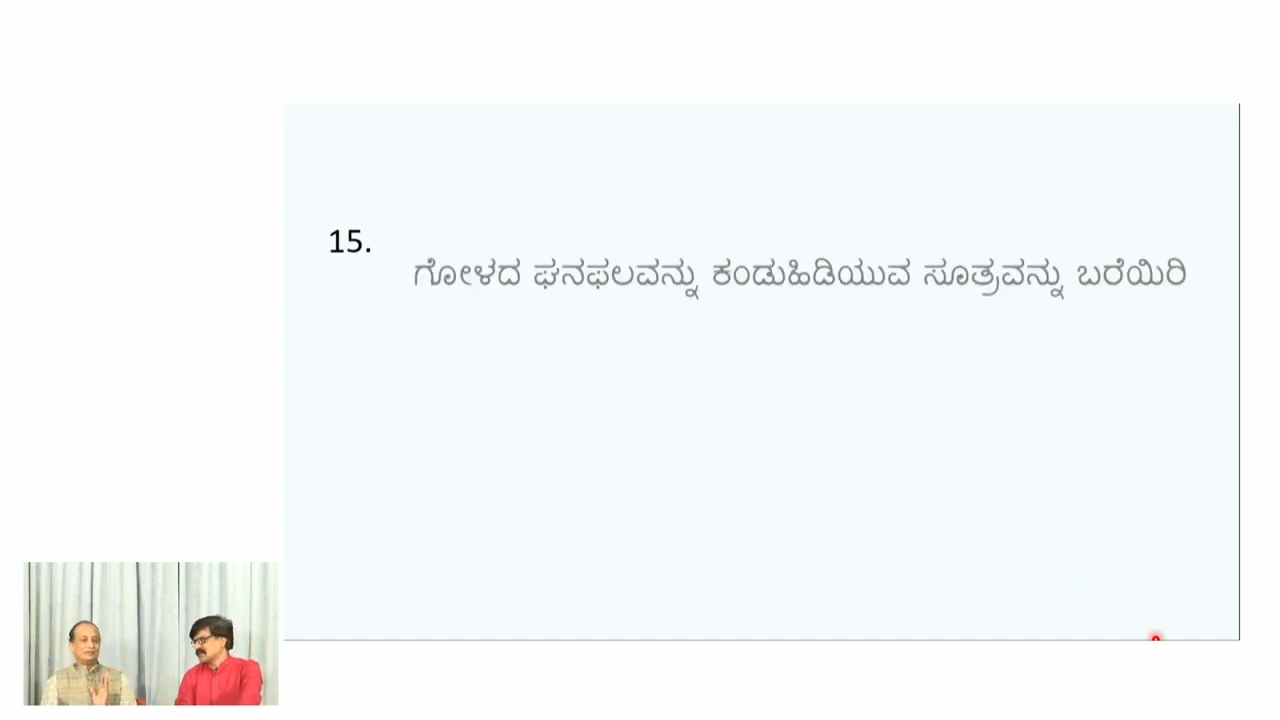 15.
ಗೋಳದ ಘನಫಲವನ್ನು ಕಂಡುಹಿಡಿಯುವ ಸೂತ್ರವನ್ನು ಬರೆಯಿರಿ